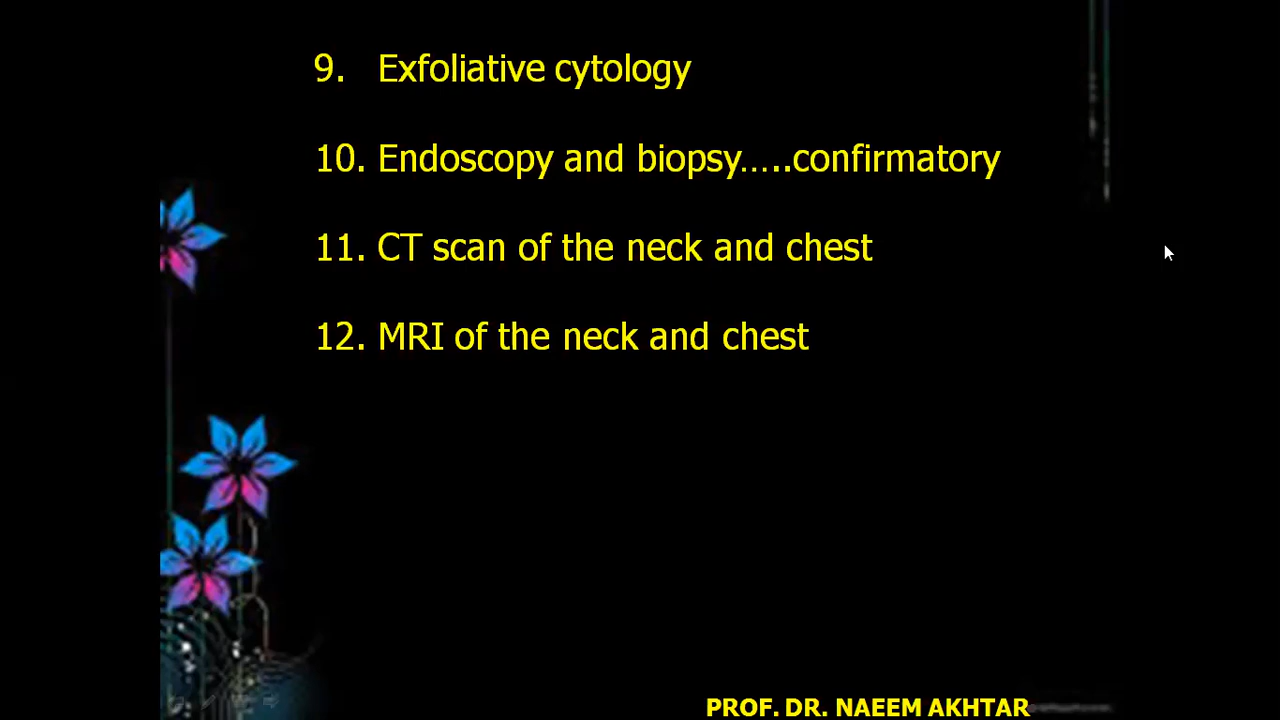 9. Exfoliative cytology
10. Endoscopy and biopsy…..confirmatory
11. CT scan of the neck and chest
12. MRI of the neck and chest
PROF. DR. NAEEM AKHTAR